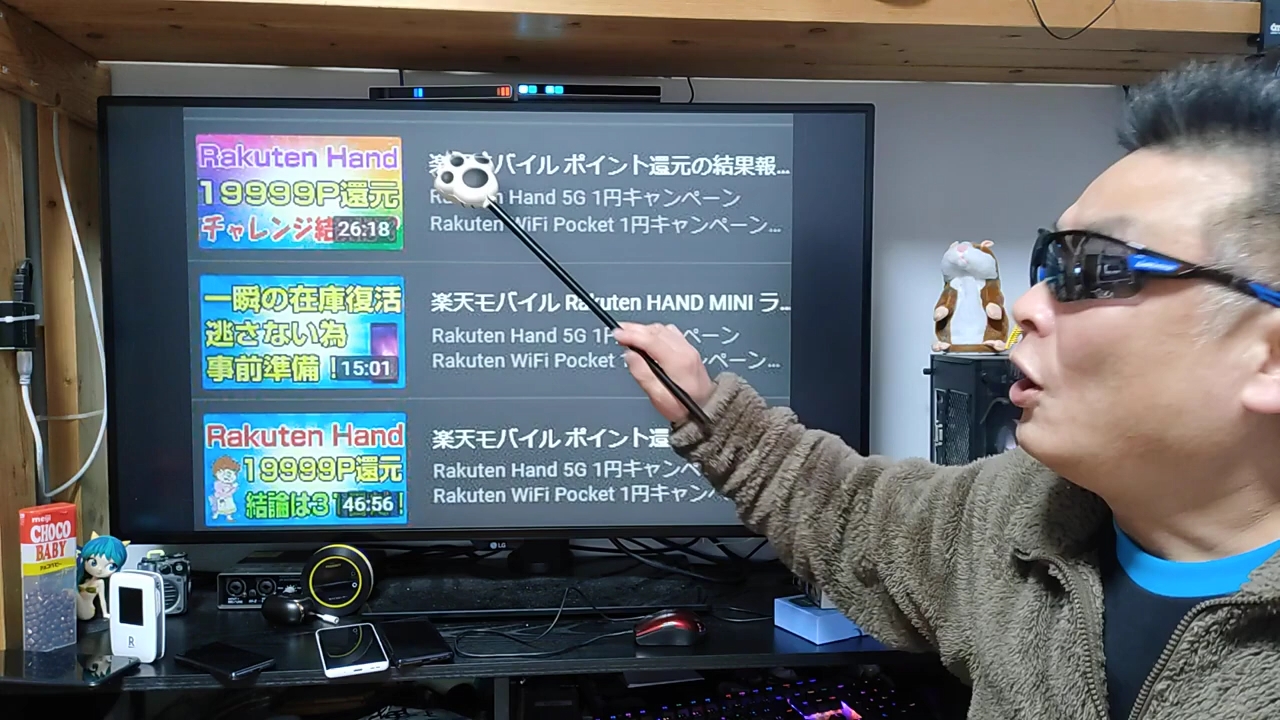 Rakuten Hand
19999P還元
チャレンジ結
26:18
バイル ポイント還元の結果報...
Hand 5G 1円キャンペーン
Rakuten WiFi Pocket 1円キャンペーン...
一瞬の在庫復活
逃さない為
事前準備！
15:01
楽天モバイル Rakuten HAND MINI ラ...
Rakuten Hand 5G 1円 ペーン
Rakuten WiFi Pocket ペーン...
Rakuten Hand
19999P還元
結論は3
46:56
楽天モバイル ポイント還
Rakuten Hand 5G 1円キャンペ
Rakuten WiFi Pocket 1円キャン
LG
meiji
CHOCO
BABY
R